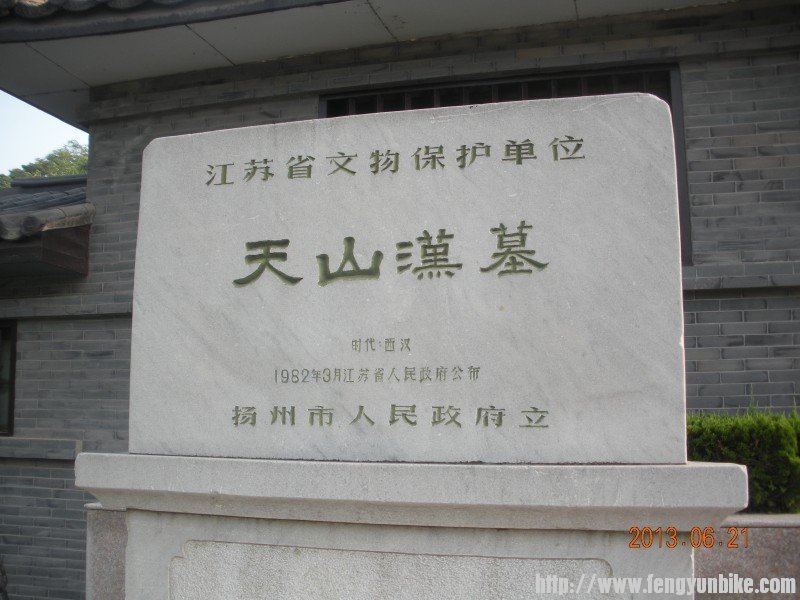 江苏省文物保护单位
天山漢墓
时代:西汉
1982年3月江苏省人民政府公布
扬州市人民政府立
2013.06.21
http://www.fengyunbike.com